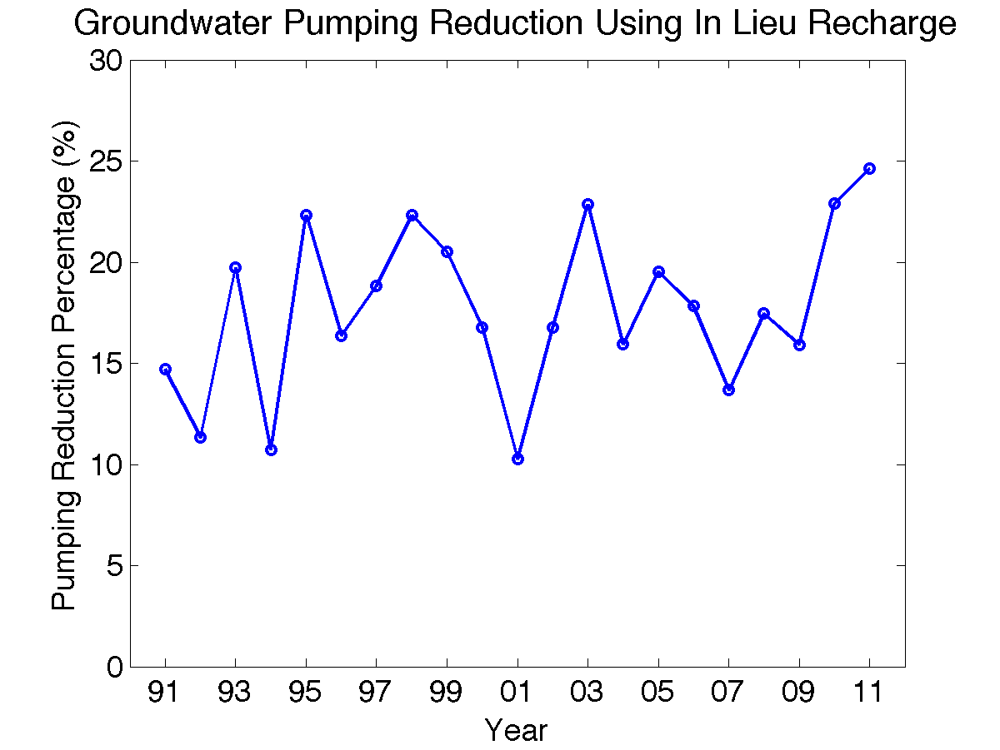 Groundwater Pumping Reduction Using In Lieu Recharge
30
25
20
15
10
5
0
Pumping Reduction Percentage (%)
91 93 95 97 99 01 03 05 07 09 11
Year